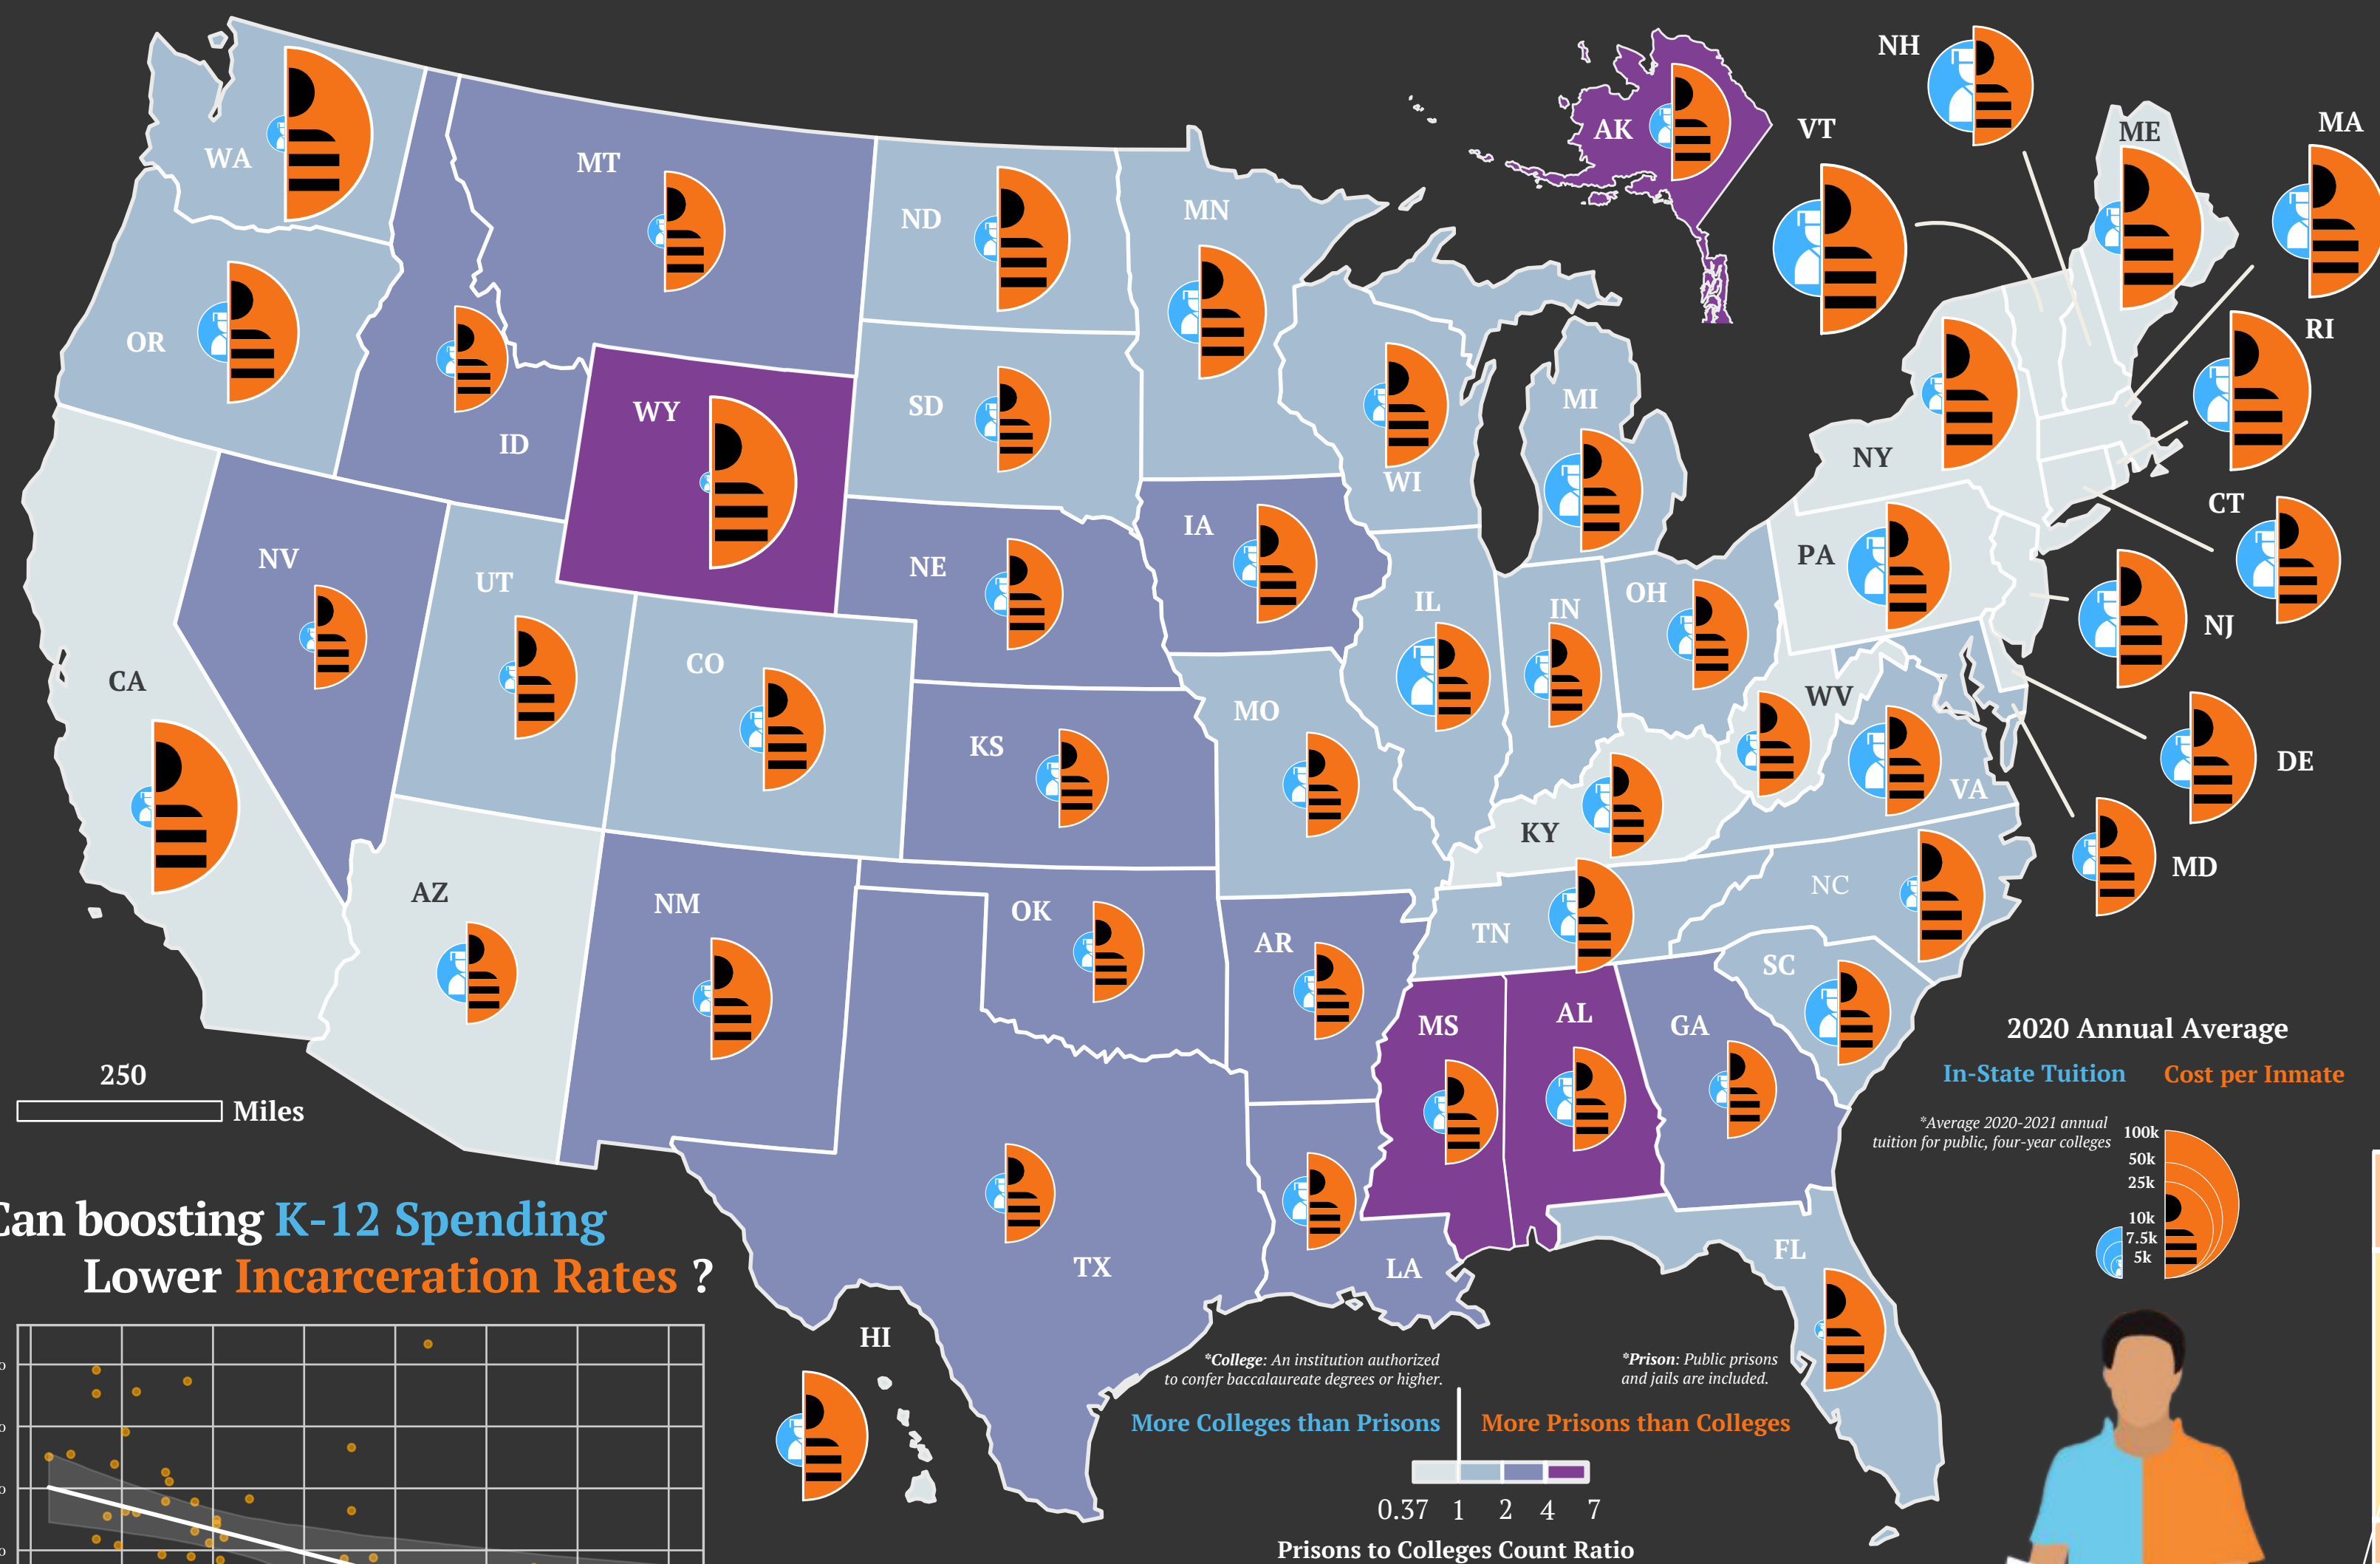 NH
MA
ME
AK
VT
WA
MT
ND
MN
RI
OR
SD
MI
WY
ID
WI
NY
CT
IA
NV
PA
NE
UT
OH
IL
IN
NJ
CO
CA
WV
MO
KS
DE
VA
KY
MD
AZ
NC
NM
OK
TN
AR
SC
MS
AL
GA
2020 Annual Average
In-State Tuition
Cost per Inmate
250
Miles
*Average 2020-2021 annual
tuition for public, four-year colleges
100k
50k
25k
10k
7.5k
5k
Can boosting K-12 Spending
Lower Incarceration Rates ?
TX
LA
FL
HI
*College: An institution authorized
to confer baccalaureate degrees or higher.
*Prison: Public prisons
and jails are included.
More Colleges than Prisons
More Prisons than Colleges
0.37 1 2 4 7
Prisons to Colleges Count Ratio